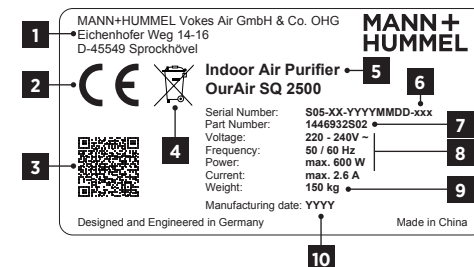 MANN+HUMMEL Vokes Air GmbH & Co. OHG
Eichenhofer Weg 14-16
D-45549 Sprockhövel
MANN+
HUMMEL
1
2
CE
3
4
Indoor Air Purifier
OurAir SQ 2500
5
6
Serial Number: S05-XX-YYYYMMDD-xxx
Part Number: 1446932S02
7
Voltage: 220 - 240V ~
Frequency: 50 / 60 Hz
Power: max. 600 W
8
Current: max. 2.6 A
Weight: 150 kg
9
Manufacturing date: YYYY
Designed and Engineered in Germany
Made in China
10